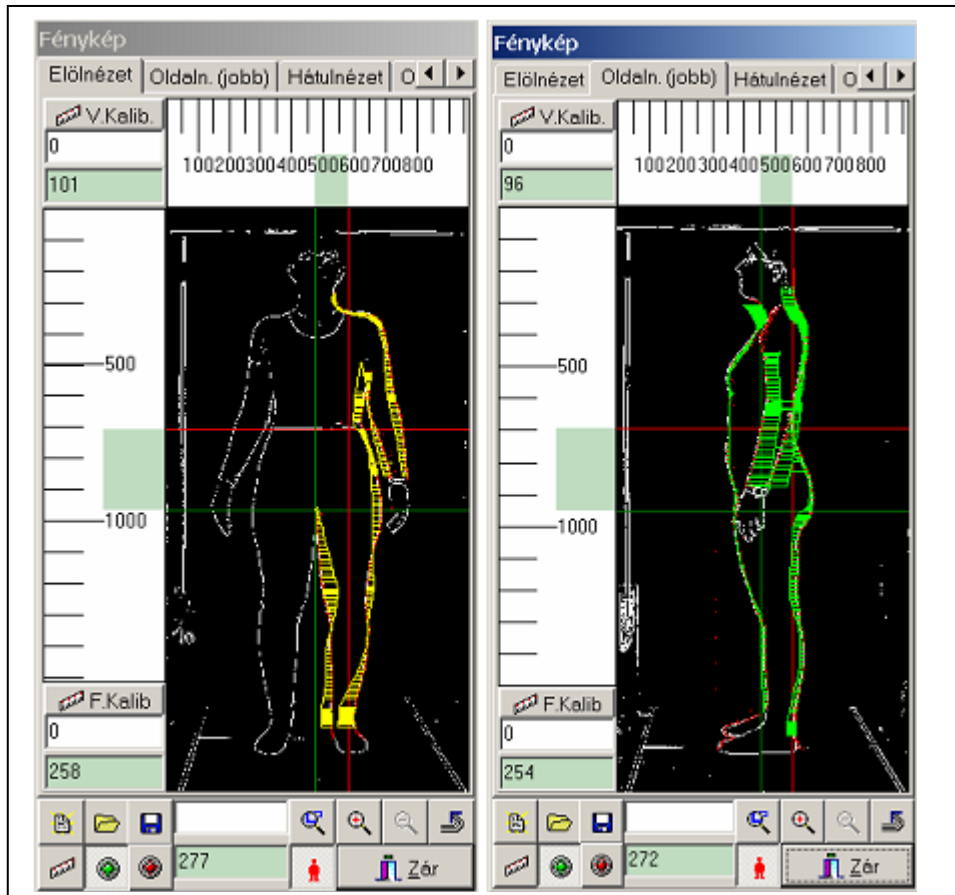 Fénykép
Elölnézet Oldaln. (jobb) Hátulnézet O
V.Kalib.
0
101
100200300400500600700800
500
1000
F.Kalib
0
258
277
Zár
Fénykép
Elölnézet Oldaln. (jobb) Hátulnézet O
V.Kalib.
0
96
100200300400500600700800
500
1000
F.Kalib
0
254
272
Zár